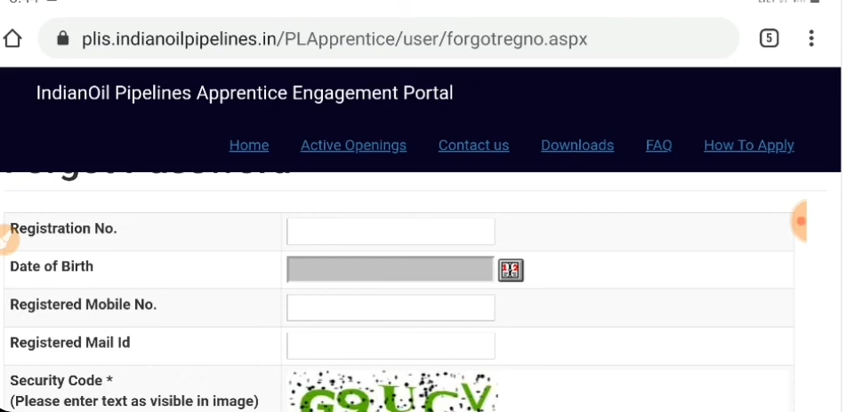 plis.indianoilpipelines.in/PLApprentice/user/forgotregno.aspx
5
IndianOil Pipelines Apprentice Engagement Portal
Home Active Openings Contact us Downloads FAQ How To Apply
Registration No.
Date of Birth
Registered Mobile No.
Registered Mail Id
Security Code *
(Please enter text as visible in image)